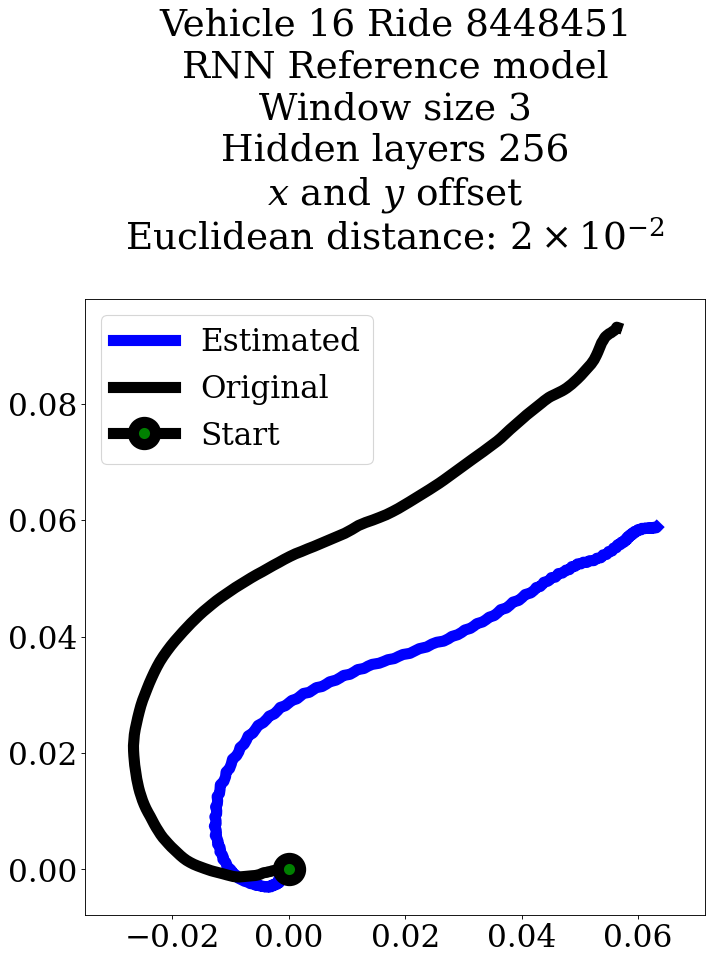 Vehicle 16 Ride 8448451
RNN Reference model
Window size 3
Hidden layers 256
x and y offset
Euclidean distance: 2 × 10⁻²
Estimated
Original
Start
0.08
0.06
0.04
0.02
0.00
−0.02 0.00 0.02 0.04 0.06